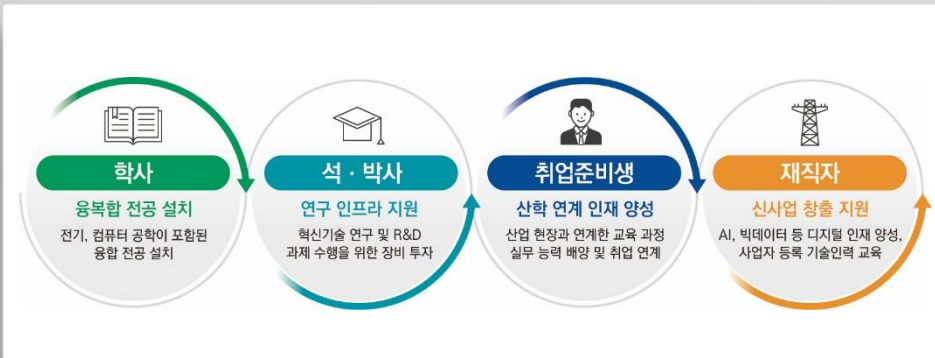 학사
융복합 전공 설치
전기, 컴퓨터 공학이 포함된
융합 전공 설치
석 · 박사
연구 인프라 지원
혁신기술 연구 및 R&D
과제 수행을 위한 장비 투자
취업준비생
산학 연계 인재 양성
산업 현장과 연계한 교육 과정
실무 능력 배양 및 취업 연계
재직자
신사업 창출 지원
AI, 빅데이터 등 디지털 인재 양성,
사업자 등록 기술인력 교육